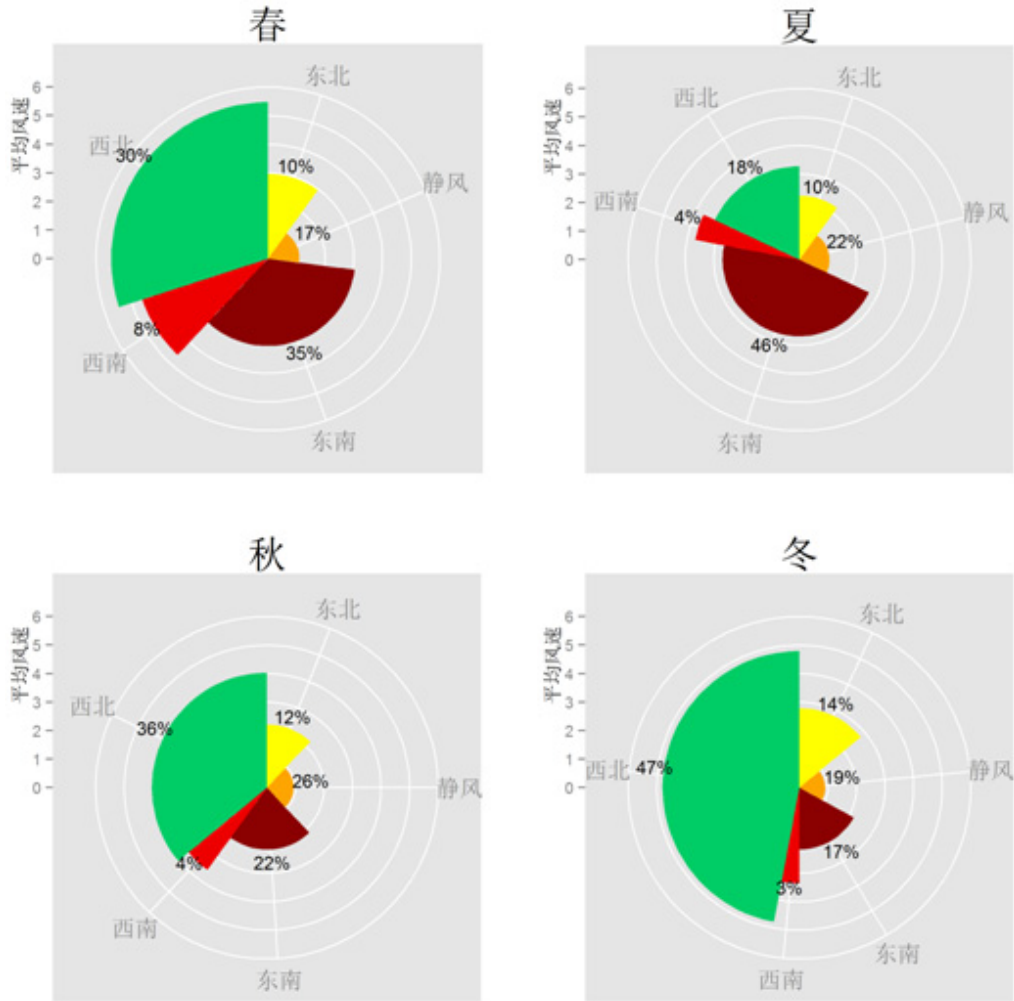 春
平均风速
6
5
4
3
2
1
0
东北
西北
30%
10%
静风
17%
8%
西南
35%
东南
夏
平均风速
6
5
4
3
2
1
0
东北
西北
18%
10%
西南
4%
静风
22%
46%
东南
秋
平均风速
6
5
4
3
2
1
0
东北
西北
36%
12%
26%
静风
4%
22%
西南
东南
冬
平均风速
6
5
4
3
2
1
0
东北
14%
西北
47%
19%
静风
17%
3%
东南
西南